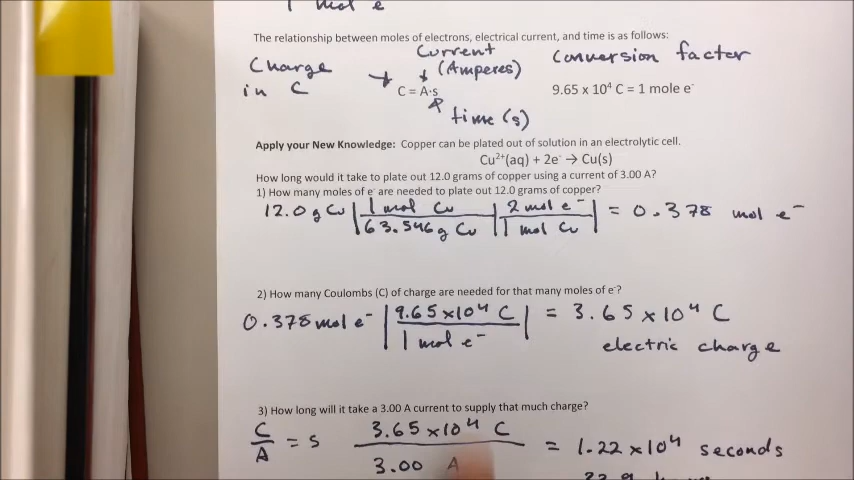 1 mol e
The relationship between moles of electrons, electrical current, and time is as follows:
Current
Charge in C
(Amperes)
Conversion factor
C = A·s
9.65 x 10⁴ C = 1 mole e⁻
time (s)
Apply your New Knowledge: Copper can be plated out of solution in an electrolytic cell.
Cu²⁺(aq) + 2e⁻ → Cu(s)
How long would it take to plate out 12.0 grams of copper using a current of 3.00 A?
1) How many moles of e⁻ are needed to plate out 12.0 grams of copper?
12.0 g Cu | 1 mol Cu / 63.546 g Cu | 2 mol e⁻ / 1 mol Cu | = 0.378 mol e⁻
2) How many Coulombs (C) of charge are needed for that many moles of e⁻?
0.378 mol e⁻ | 9.65 x 10⁴ C / 1 mol e⁻ | = 3.65 x 10⁴ C
electric charge
3) How long will it take a 3.00 A current to supply that much charge?
C / A = s 3.65 x 10⁴ C / 3.00 A = 1.22 x 10⁴ seconds